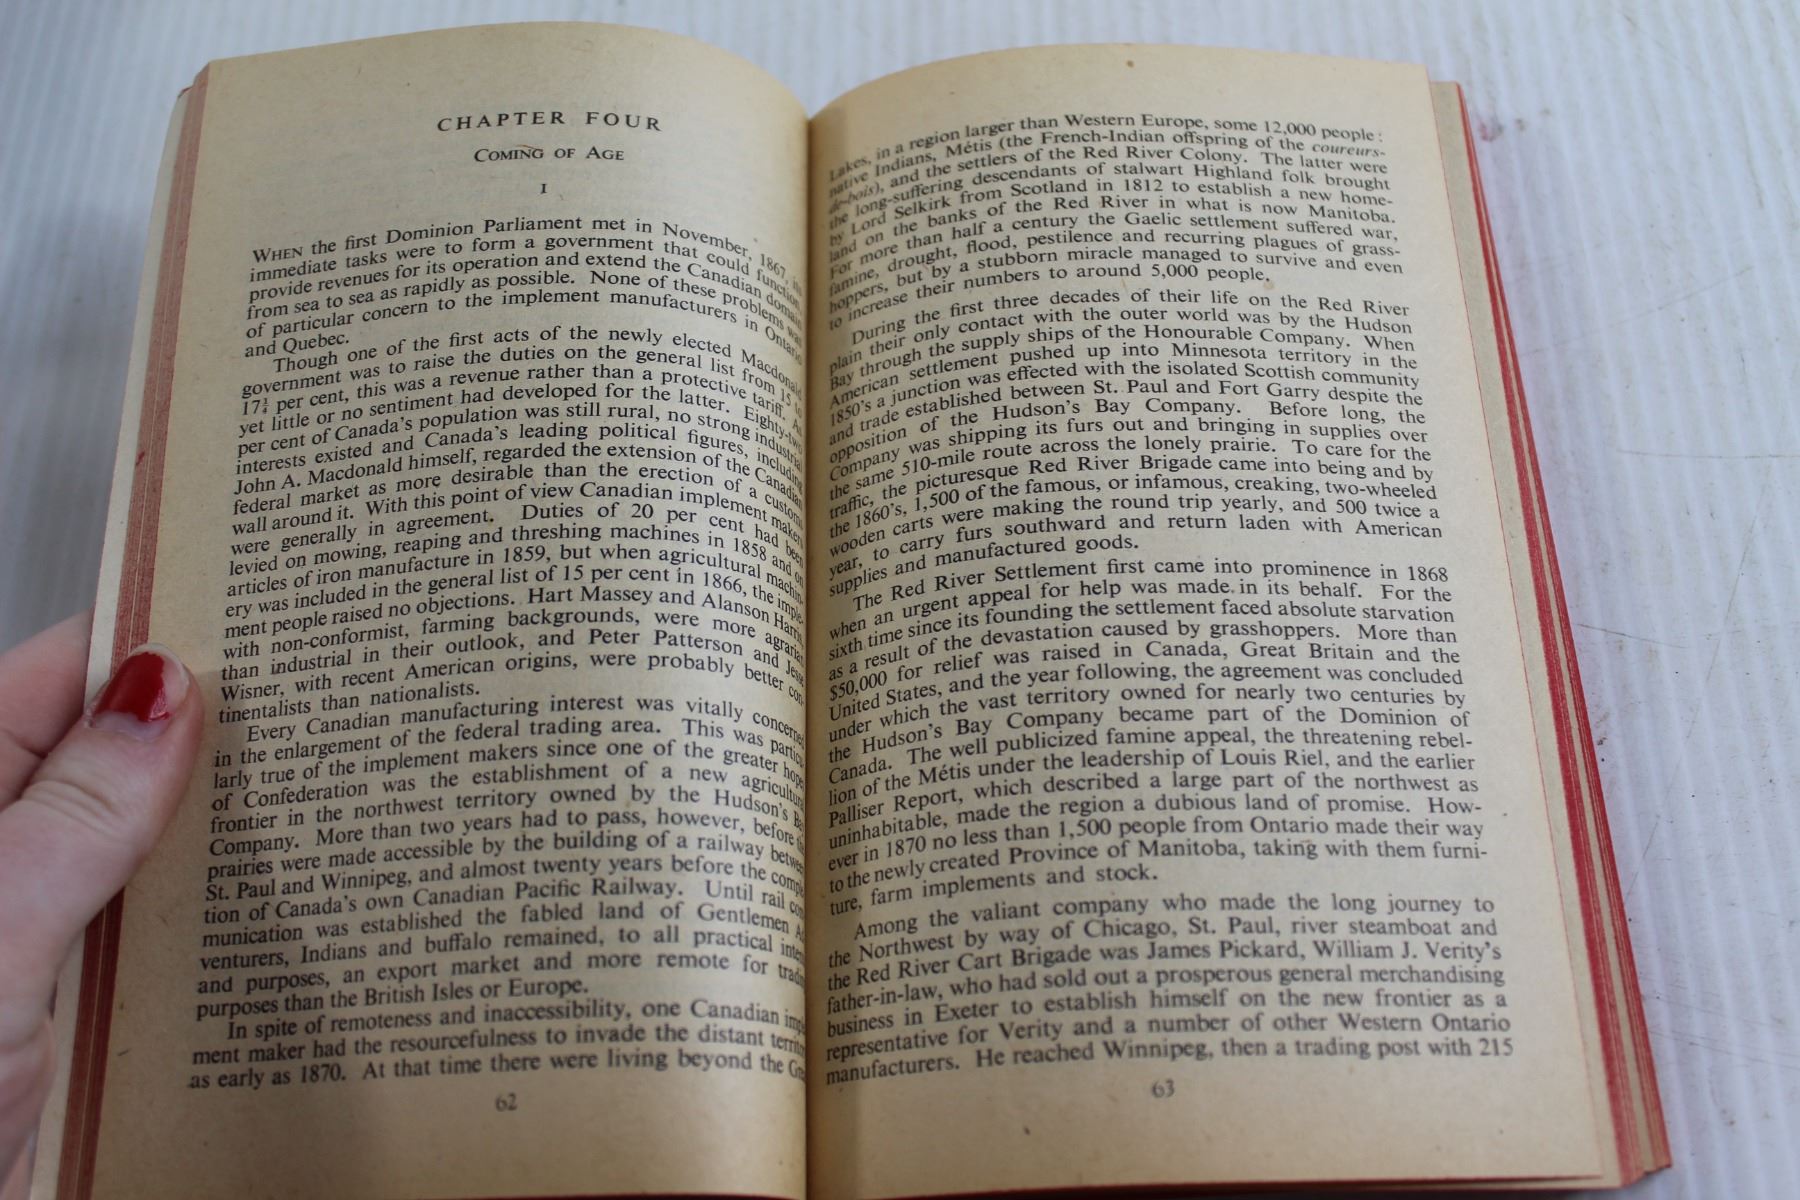 CHAPTER FOUR
COMING OF AGE
I
WHEN the first Dominion Parliament met in November, 1867, its
immediate tasks were to form a government that could function,
provide revenues for its operation and extend the Canadian domain
from sea to sea as rapidly as possible. None of these problems was
of particular concern to the implement manufacturers in Ontario
and Quebec.
Though one of the first acts of the newly elected Macdonald
government was to raise the duties on the general list from 15 to
17½ per cent, this was a revenue rather than a protective tariff. As
yet little or no sentiment had developed for the latter. Eighty-two
per cent of Canada's population was still rural, no strong industrial
interests existed and Canada's leading political figures, including
John A. Macdonald himself, regarded the extension of the Canadian
federal market as more desirable than the erection of a customs
wall around it. With this point of view Canadian implement makers
were generally in agreement. Duties of 20 per cent had been
levied on mowing, reaping and threshing machines in 1858 and on
articles of iron manufacture in 1859, but when agricultural machin-
ery was included in the general list of 15 per cent in 1866, the imple-
ment people raised no objections. Hart Massey and Alanson Harris,
with non-conformist, farming backgrounds, were more agrarian
than industrial in their outlook, and Peter Patterson and Jesse
Wisner, with recent American origins, were probably better con-
tinentalists than nationalists.
Every Canadian manufacturing interest was vitally concerned
in the enlargement of the federal trading area. This was particu-
larly true of the implement makers since one of the greater hopes
of Confederation was the establishment of a new agricultural
frontier in the northwest territory owned by the Hudson's Bay
Company. More than two years had to pass, however, before the
prairies were made accessible by the building of a railway between
St. Paul and Winnipeg, and almost twenty years before the comple
tion of Canada's own Canadian Pacific Railway. Until rail com
munication was established the fabled land of Gentlemen Ad
venturers, Indians and buffalo remained, to all practical intents
and purposes, an export market and more remote for trading
purposes than the British Isles or Europe.
In spite of remoteness and inaccessibility, one Canadian imple
ment maker had the resourcefulness to invade the distant territory
as early as 1870. At that time there were living beyond the Great
62
Lakes, in a region larger than Western Europe, some 12,000 people:
native Indians, Métis (the French-Indian offspring of the coureurs-
de-bois), and the settlers of the Red River Colony. The latter were
the long-suffering descendants of stalwart Highland folk brought
by Lord Selkirk from Scotland in 1812 to establish a new home-
land on the banks of the Red River in what is now Manitoba.
For more than half a century the Gaelic settlement suffered war,
famine, drought, flood, pestilence and recurring plagues of grass-
hoppers, but by a stubborn miracle managed to survive and even
to increase their numbers to around 5,000 people.
During the first three decades of their life on the Red River
plain their only contact with the outer world was by the Hudson
Bay through the supply ships of the Honourable Company. When
American settlement pushed up into Minnesota territory in the
1850's a junction was effected with the isolated Scottish community
and trade established between St. Paul and Fort Garry despite the
opposition of the Hudson's Bay Company. Before long, the
Company was shipping its furs out and bringing in supplies over
the same 510-mile route across the lonely prairie. To care for the
traffic, the picturesque Red River Brigade came into being and by
the 1860's, 1,500 of the famous, or infamous, creaking, two-wheeled
wooden carts were making the round trip yearly, and 500 twice a
year, to carry furs southward and return laden with American
supplies and manufactured goods.
The Red River Settlement first came into prominence in 1868
when an urgent appeal for help was made in its behalf. For the
sixth time since its founding the settlement faced absolute starvation
as a result of the devastation caused by grasshoppers. More than
$50,000 for relief was raised in Canada, Great Britain and the
United States, and the year following, the agreement was concluded
under which the vast territory owned for nearly two centuries by
the Hudson's Bay Company became part of the Dominion of
Canada. The well publicized famine appeal, the threatening rebel-
lion of the Métis under the leadership of Louis Riel, and the earlier
Palliser Report, which described a large part of the northwest as
uninhabitable, made the region a dubious land of promise. How-
ever in 1870 no less than 1,500 people from Ontario made their way
to the newly created Province of Manitoba, taking with them furni-
ture, farm implements and stock.
Among the valiant company who made the long journey to
the Northwest by way of Chicago, St. Paul, river steamboat and
the Red River Cart Brigade was James Pickard, William J. Verity's
father-in-law, who had sold out a prosperous general merchandising
business in Exeter to establish himself on the new frontier as a
representative for Verity and a number of other Western Ontario
manufacturers. He reached Winnipeg, then a trading post with 215
63